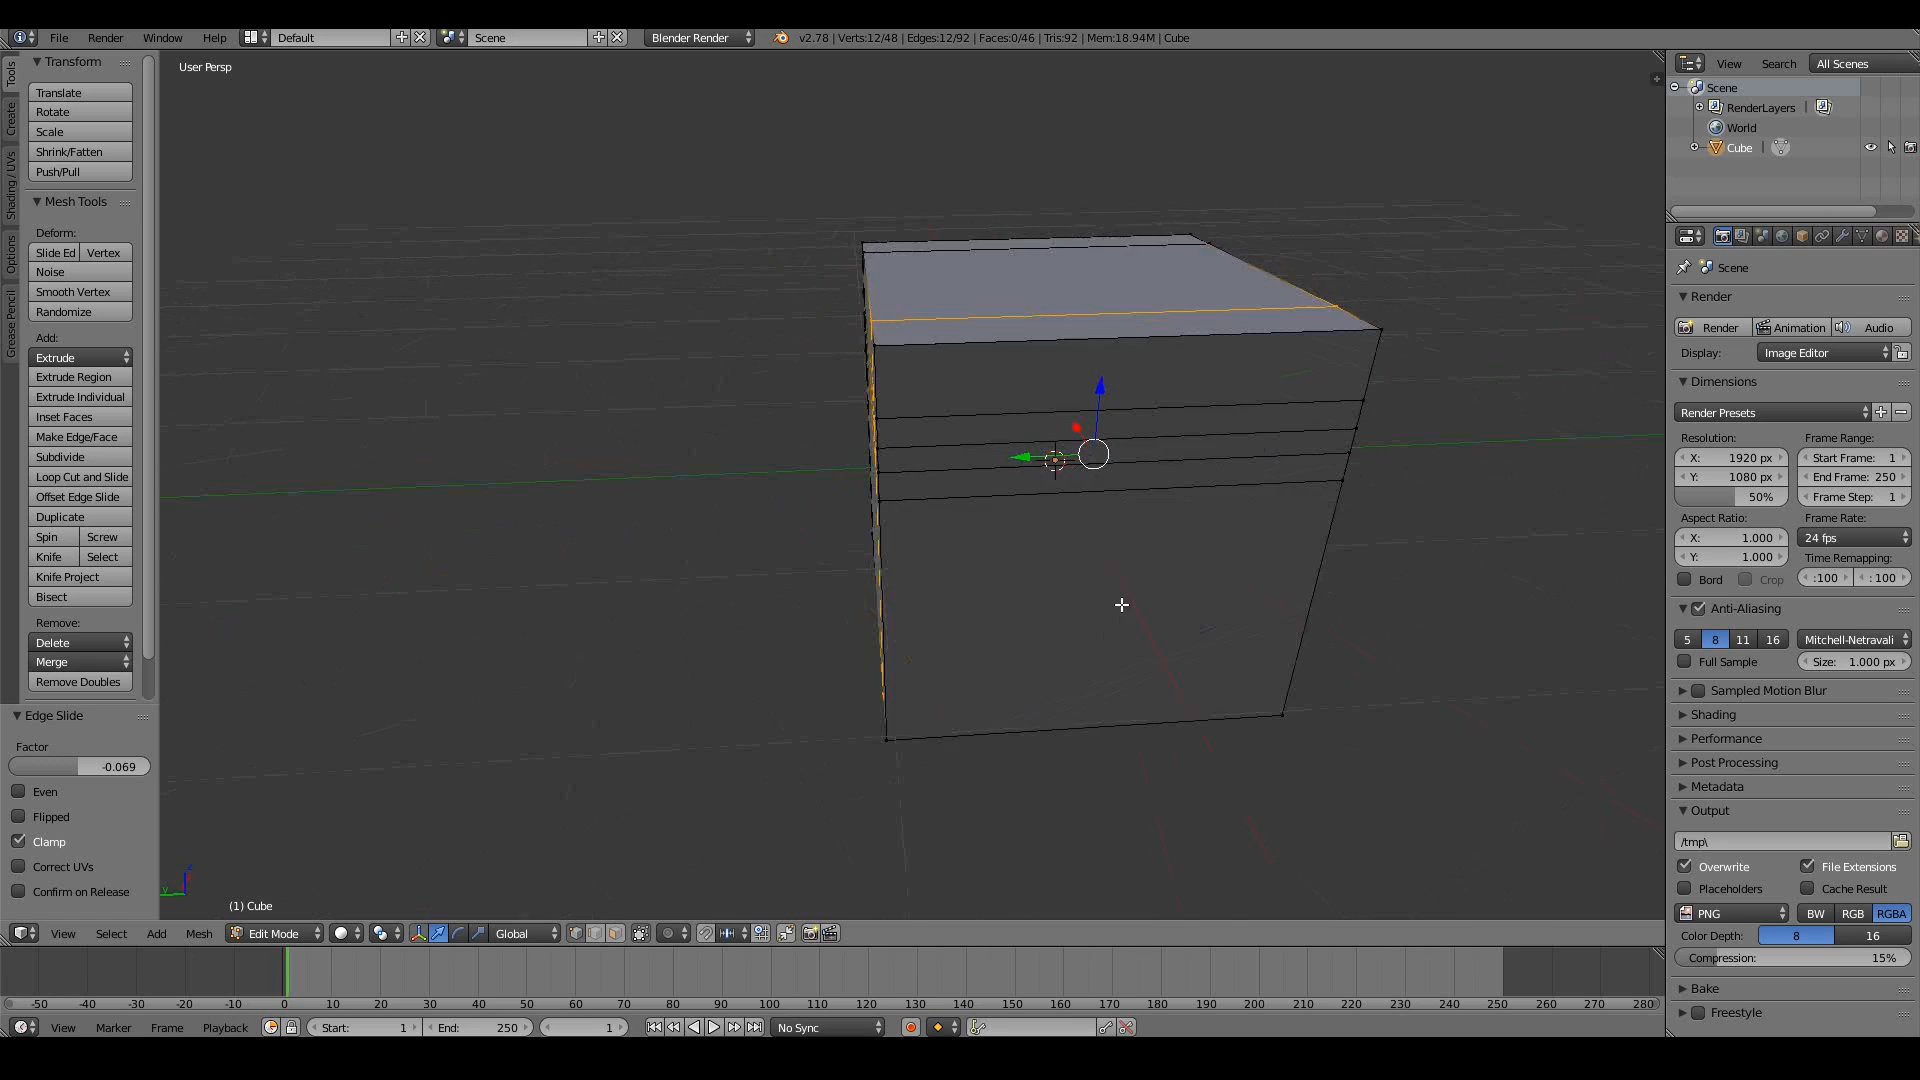 File Render Window Help Default Scene Blender Render v2.78 | Verts:12/48 | Edges:12/92 | Faces:0/46 | Tris:92 | Mem:18.94M | Cube
Tools
Create
Shading / UVs
Options
Grease Pencil
Transform
Translate
Rotate
Scale
Shrink/Fatten
Push/Pull
Mesh Tools
Deform:
Slide Ed Vertex
Noise
Smooth Vertex
Randomize
Add:
Extrude
Extrude Region
Extrude Individual
Inset Faces
Make Edge/Face
Subdivide
Loop Cut and Slide
Offset Edge Slide
Duplicate
Spin Screw
Knife Select
Knife Project
Bisect
Remove:
Delete
Merge
Remove Doubles
Edge Slide
Factor
-0.069
Even
Flipped
Clamp
Correct UVs
Confirm on Release
User Persp
z
y
(1) Cube
View Select Add Mesh Edit Mode Global
-50 -40 -30 -20 -10 0 10 20 30 40 50 60 70 80 90 100 110 120 130 140 150 160 170 180 190 200 210 220 230 240 250 260 270 280
View Marker Frame Playback Start: 1 End: 250 1 No Sync
View Search All Scenes
Scene
RenderLayers |
World
Cube |
Scene
Render
Render Animation Audio
Display: Image Editor
Dimensions
Render Presets
Resolution: Frame Range:
X: 1920 px Start Frame: 1
Y: 1080 px End Frame: 250
50% Frame Step: 1
Aspect Ratio: Frame Rate:
X: 1.000 24 fps
Y: 1.000 Time Remapping:
Bord Crop :100 : 100
Anti-Aliasing
5 8 11 16 Mitchell-Netravali
Full Sample Size: 1.000 px
Sampled Motion Blur
Shading
Performance
Post Processing
Metadata
Output
/tmp\
Overwrite File Extensions
Placeholders Cache Result
PNG BW RGB RGBA
Color Depth: 8 16
Compression: 15%
Bake
Freestyle